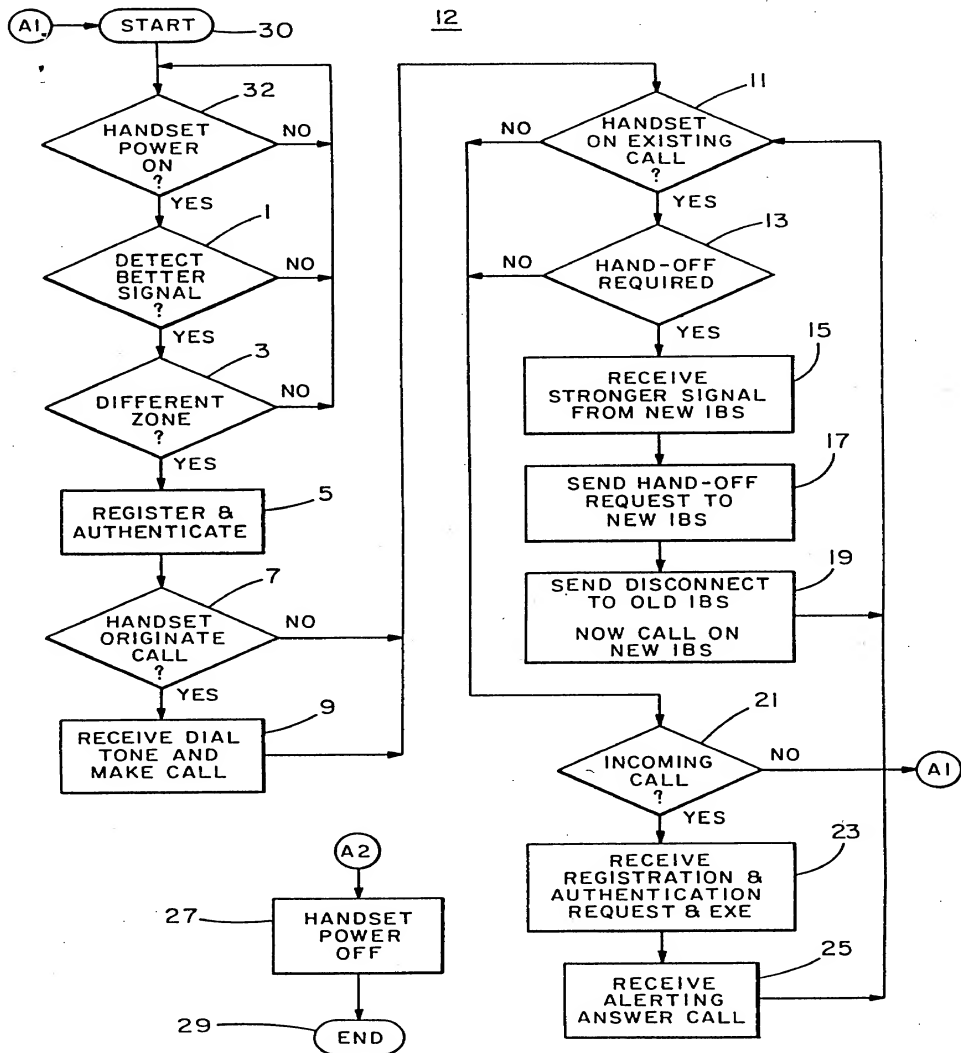 12
A1
START
30
32
HANDSET
POWER
ON
?
NO
YES
1
DETECT
BETTER
SIGNAL
?
NO
YES
3
DIFFERENT
ZONE
?
NO
YES
5
REGISTER &
AUTHENTICATE
7
HANDSET
ORIGINATE
CALL
?
NO
YES
9
RECEIVE DIAL
TONE AND
MAKE CALL
11
HANDSET
ON EXISTING
CALL
?
NO
YES
13
HAND-OFF
REQUIRED
NO
YES
15
RECEIVE
STRONGER SIGNAL
FROM NEW IBS
17
SEND HAND-OFF
REQUEST TO
NEW IBS
19
SEND DISCONNECT
TO OLD IBS
NOW CALL ON
NEW IBS
21
INCOMING
CALL
?
NO
A1
YES
23
RECEIVE
REGISTRATION &
AUTHENTICATION
REQUEST & EXE
25
RECEIVE
ALERTING
ANSWER CALL
A2
27
HANDSET
POWER
OFF
29
END